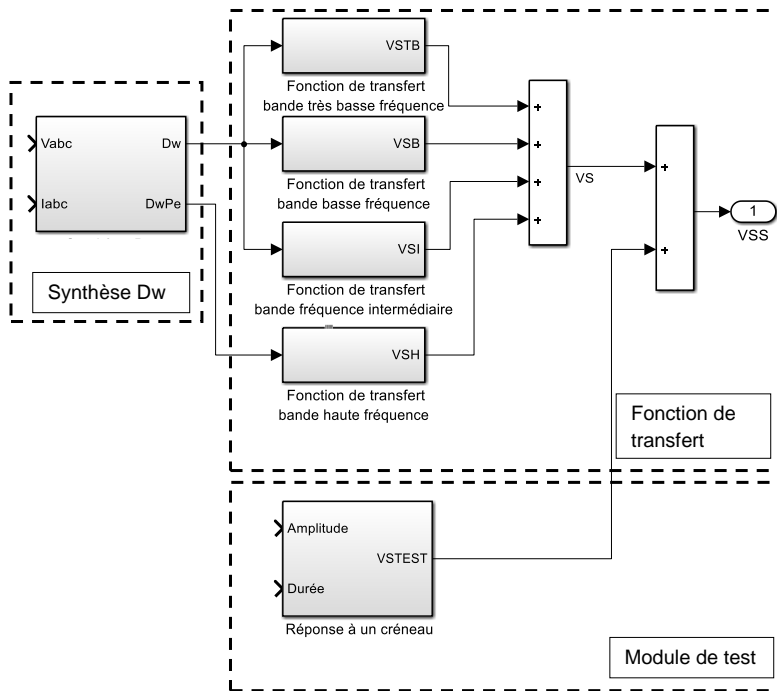 VSTB
Fonction de transfert
bande très basse fréquence
Vabc
Dw
Iabc
DwPe
Synthèse Dw
VSB
Fonction de transfert
bande basse fréquence
VSI
Fonction de transfert
bande fréquence intermédiaire
VSH
Fonction de transfert
bande haute fréquence
+
+
+
+
VS
+
+
1
VSS
Fonction de
transfert
Amplitude
VSTEST
Durée
Réponse à un créneau
Module de test